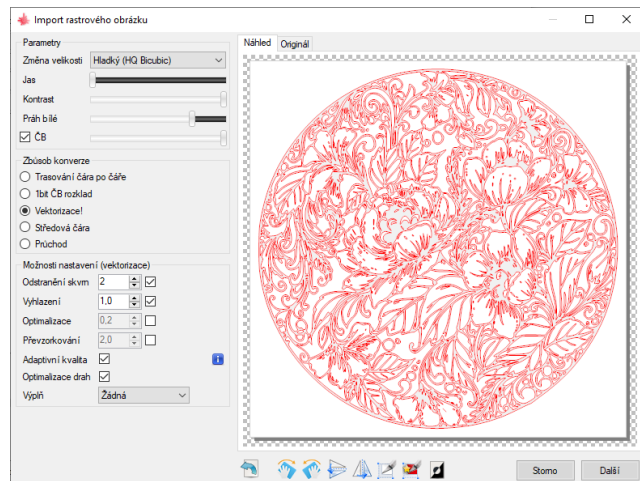 Import rastrového obrázku
Parametry
Změna velikosti Hladký (HQ Bicubic)
Jas
Kontrast
Práh bílé
ČB
Zbůsob konverze
Trasování čára po čáře
1bit ČB rozklad
Vektorizace!
Středová čára
Průchod
Možnosti nastavení (vektorizace)
Odstranění skvrn 2
Vyhlazení 1,0
Optimalizace 0,2
Převzorkování 2,0
Adaptivní kvalita
Optimalizace drah
Výplň Žádná
Náhled Originál
Storno Další